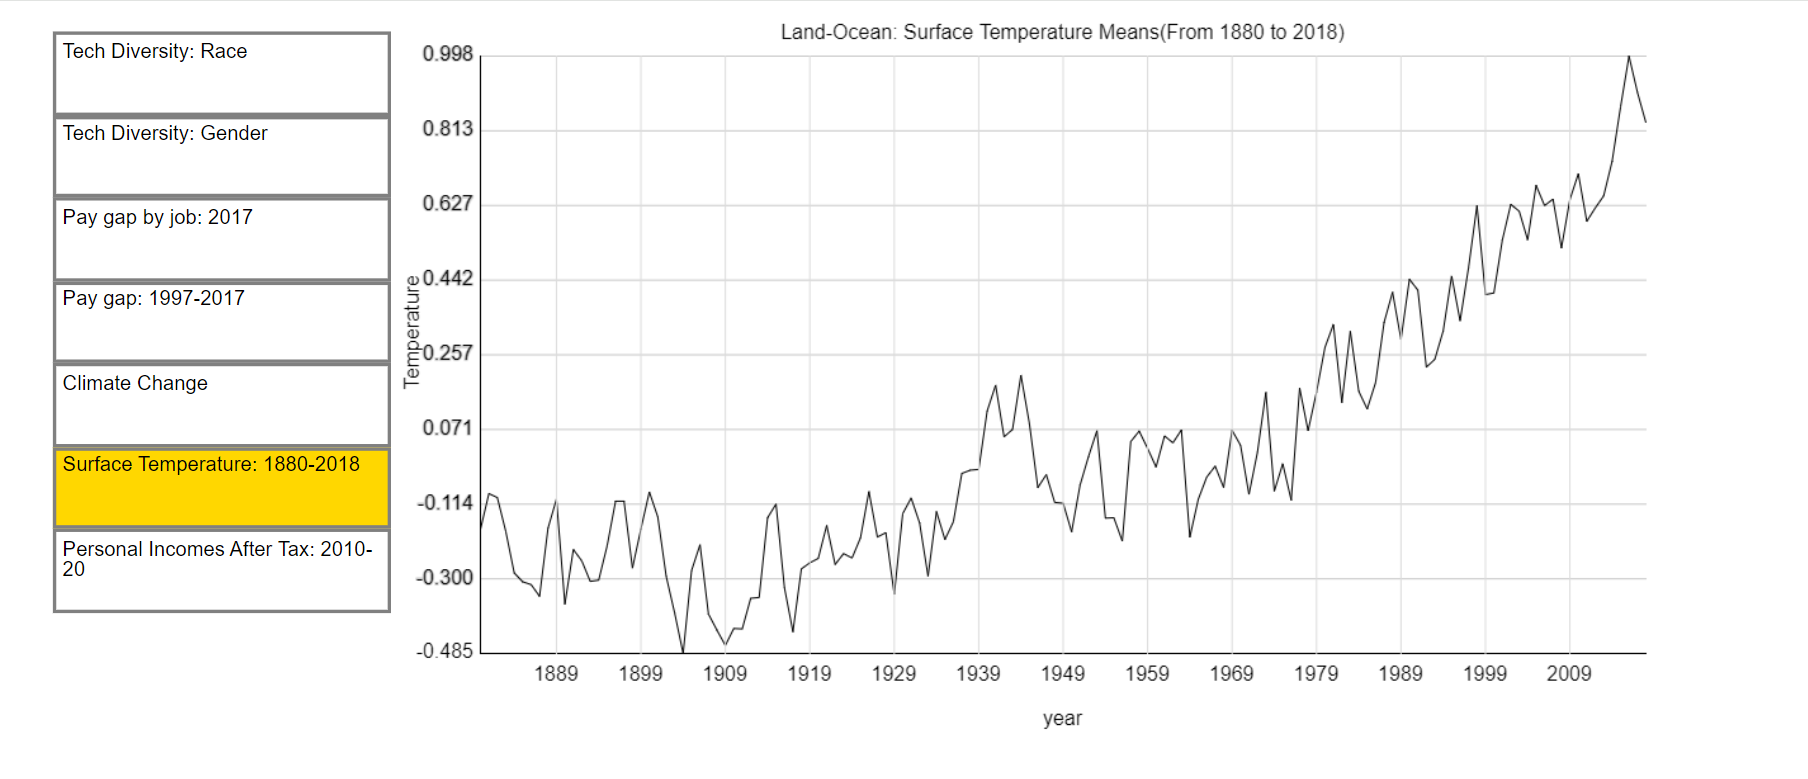 Tech Diversity: Race
Tech Diversity: Gender
Pay gap by job: 2017
Pay gap: 1997-2017
Climate Change
Surface Temperature: 1880-2018
Personal Incomes After Tax: 2010-
20
Land-Ocean: Surface Temperature Means(From 1880 to 2018)
0.998
0.813
0.627
0.442
0.257
0.071
-0.114
-0.300
-0.485
Temperature
1889 1899 1909 1919 1929 1939 1949 1959 1969 1979 1989 1999 2009
year